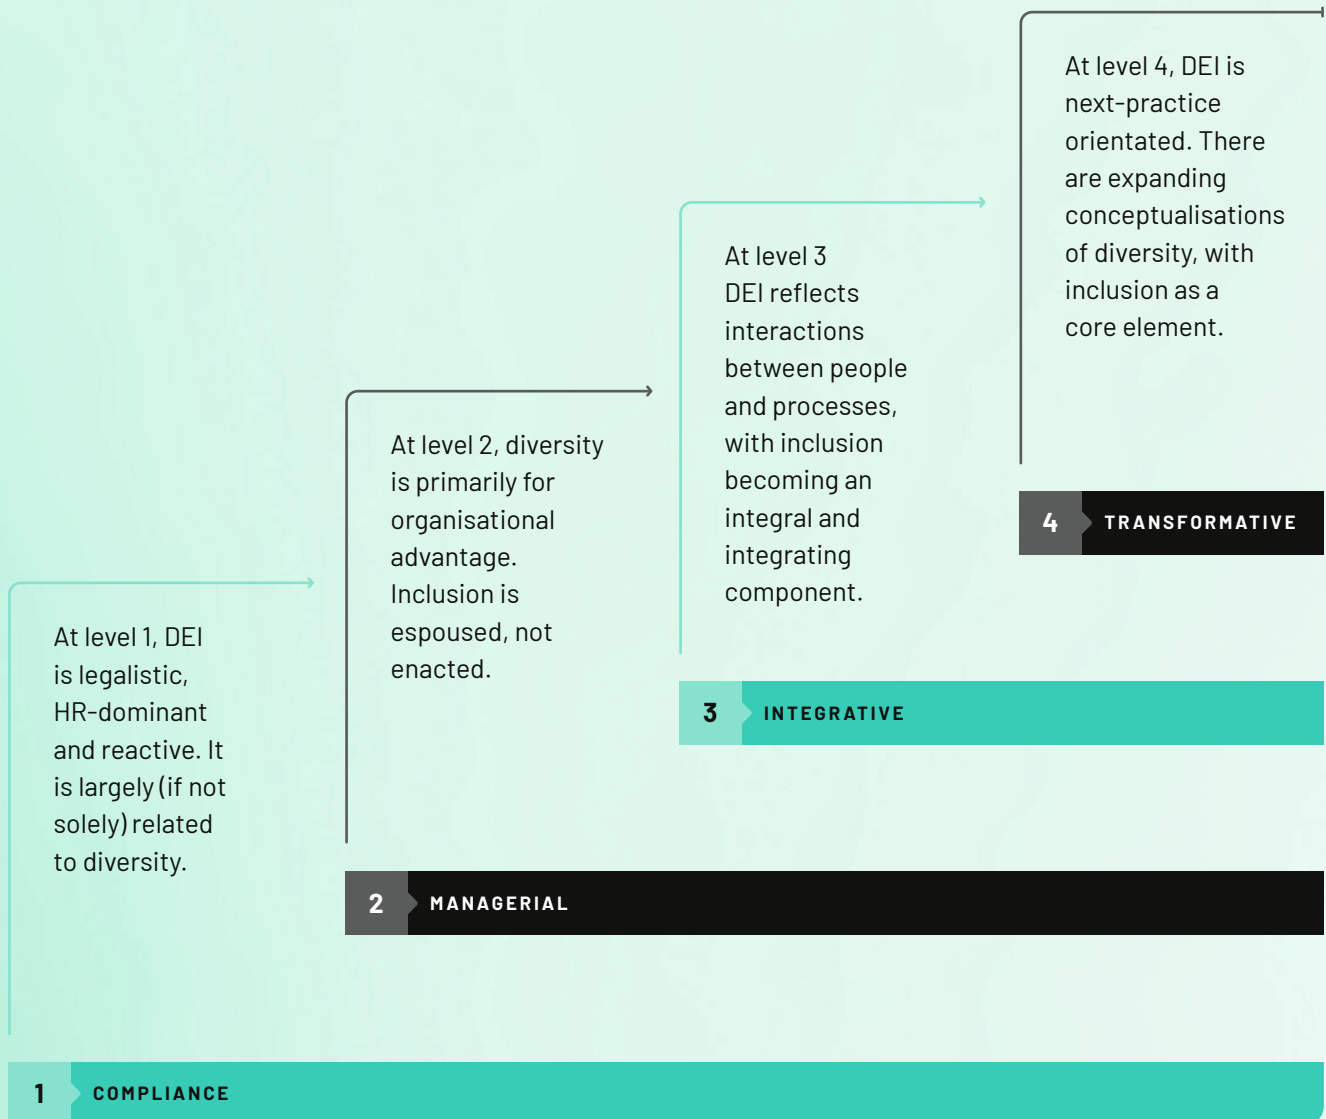 At level 1, DEI
is legalistic,
HR-dominant
and reactive. It
is largely (if not
solely) related
to diversity.
1
COMPLIANCE
At level 2, diversity
is primarily for
organisational
advantage.
Inclusion is
espoused, not
enacted.
2
MANAGERIAL
At level 3
DEI reflects
interactions
between people
and processes,
with inclusion
becoming an
integral and
integrating
component.
3
INTEGRATIVE
At level 4, DEI is
next-practice
orientated. There
are expanding
conceptualisations
of diversity, with
inclusion as a
core element.
4
TRANSFORMATIVE